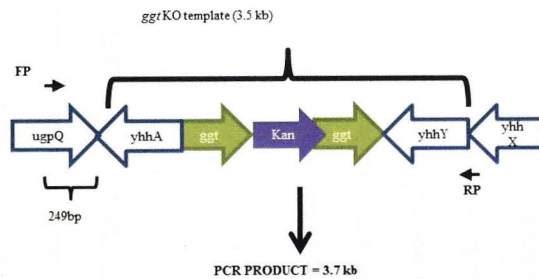 ggt KO template (3.5 kb)
FP
ugpQ
yhhA
ggt
Kan
ggt
yhhY
yhh
X
249bp
RP
PCR PRODUCT = 3.7 kb